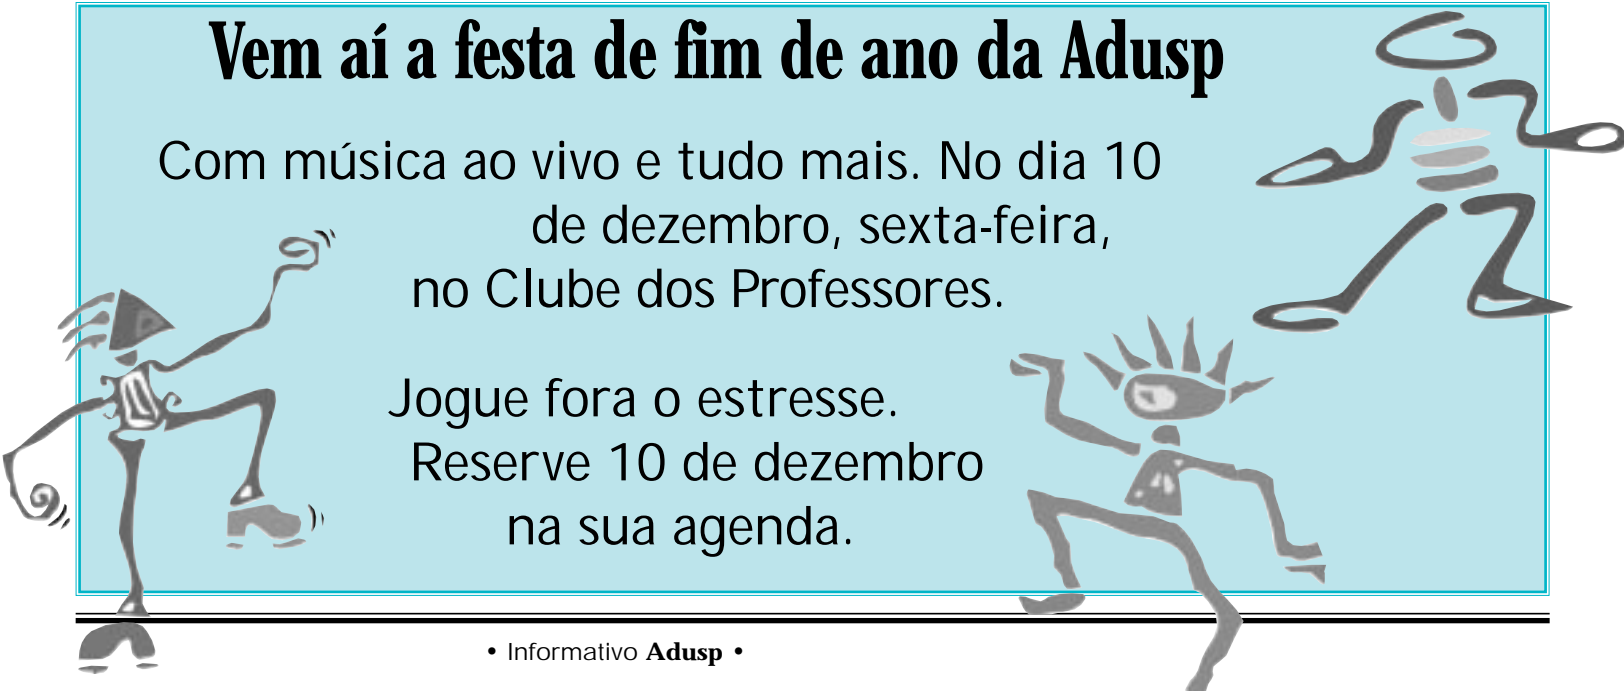 Vem aí a festa de fim de ano da Adusp
Com música ao vivo e tudo mais. No dia 10
de dezembro, sexta-feira,
no Clube dos Professores.
Jogue fora o estresse.
Reserve 10 de dezembro
na sua agenda.
• Informativo Adusp •